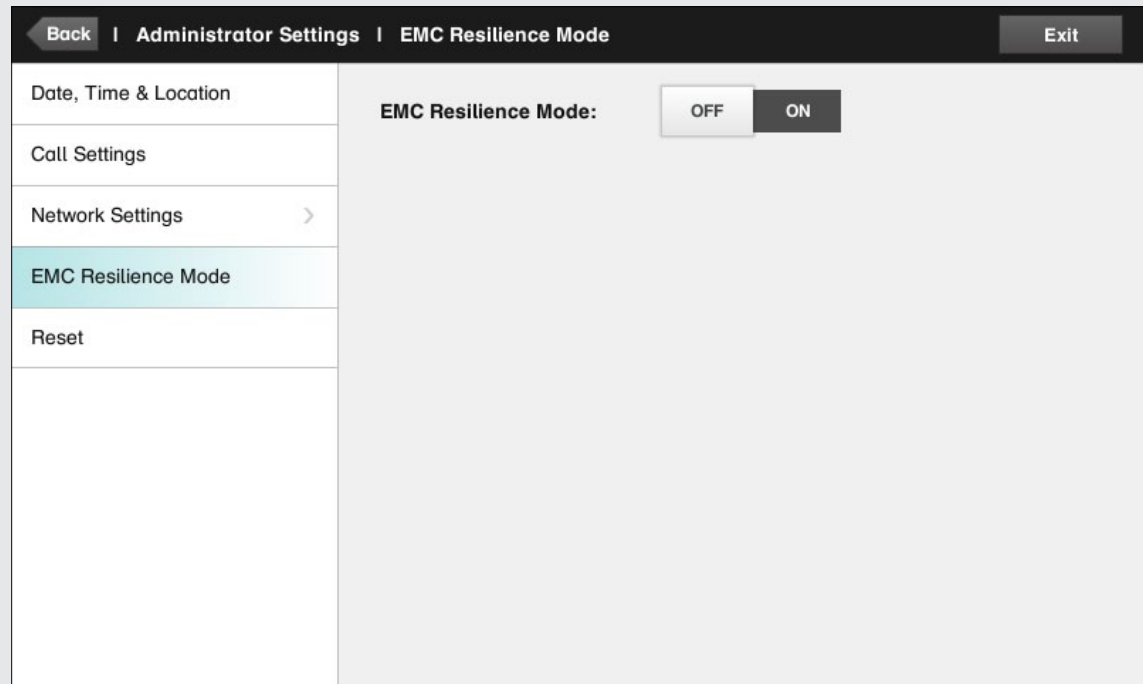 Back | Administrator Settings | EMC Resilience Mode Exit
Date, Time & Location
EMC Resilience Mode: OFF ON
Call Settings
Network Settings
EMC Resilience Mode
Reset